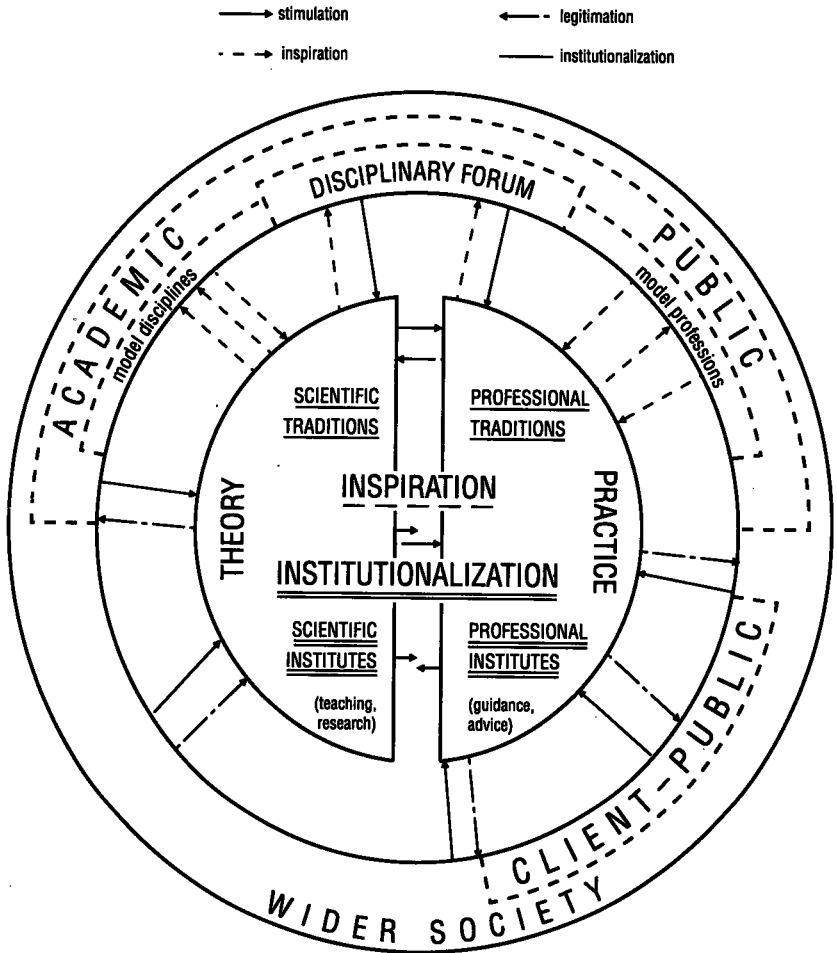 stimulation
legitimation
inspiration
institutionalization
DISCIPLINARY FORUM
ACADEMIC
PUBLIC
model disciplines
model professions
SCIENTIFIC
TRADITIONS
PROFESSIONAL
TRADITIONS
INSPIRATION
THEORY
PRACTICE
INSTITUTIONALIZATION
SCIENTIFIC
INSTITUTES
PROFESSIONAL
INSTITUTES
(teaching,
research)
(guidance,
advice)
CLIENT-PUBLIC
WIDER SOCIETY